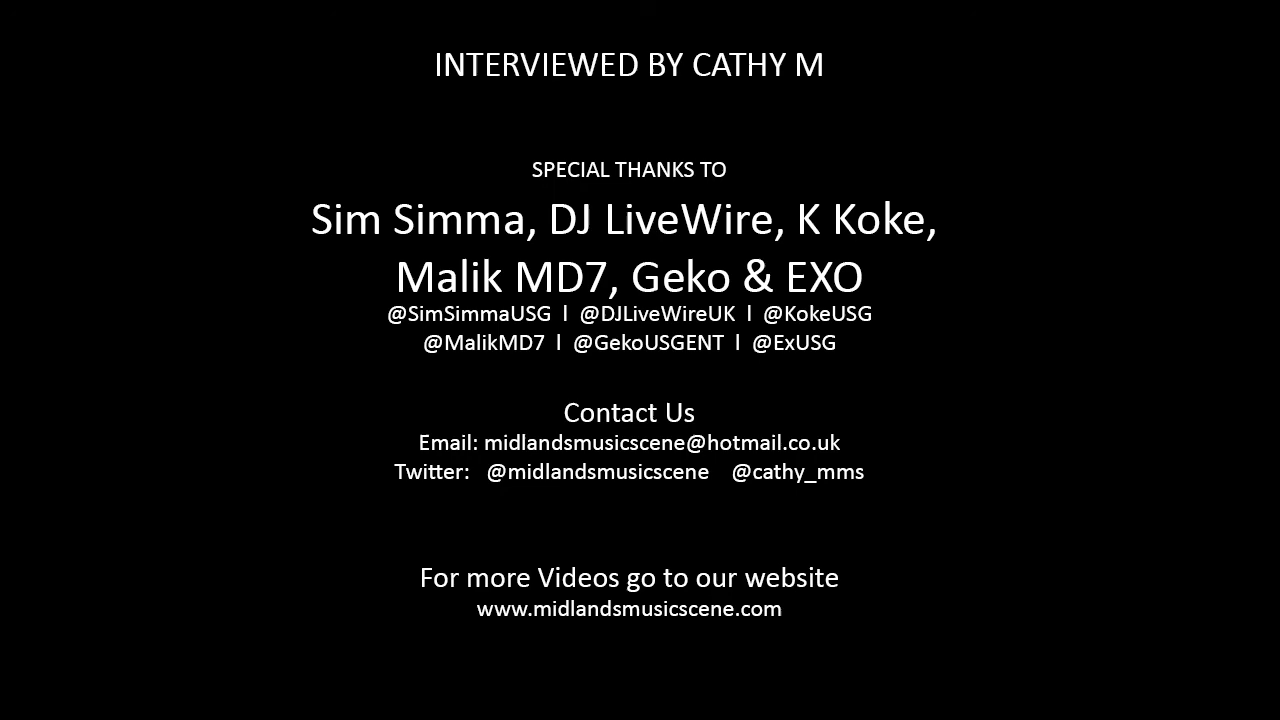 INTERVIEWED BY CATHY M
SPECIAL THANKS TO
Sim Simma, DJ LiveWire, K Koke,
Malik MD7, Geko & EXO
@SimSimmaUSG l @DJLiveWireUK l @KokeUSG
@MalikMD7 l @GekoUSGENT l @ExUSG
Contact Us
Email: midlandsmusicscene@hotmail.co.uk
Twitter: @midlandsmusicscene @cathy_mms
For more Videos go to our website
www.midlandsmusicscene.com